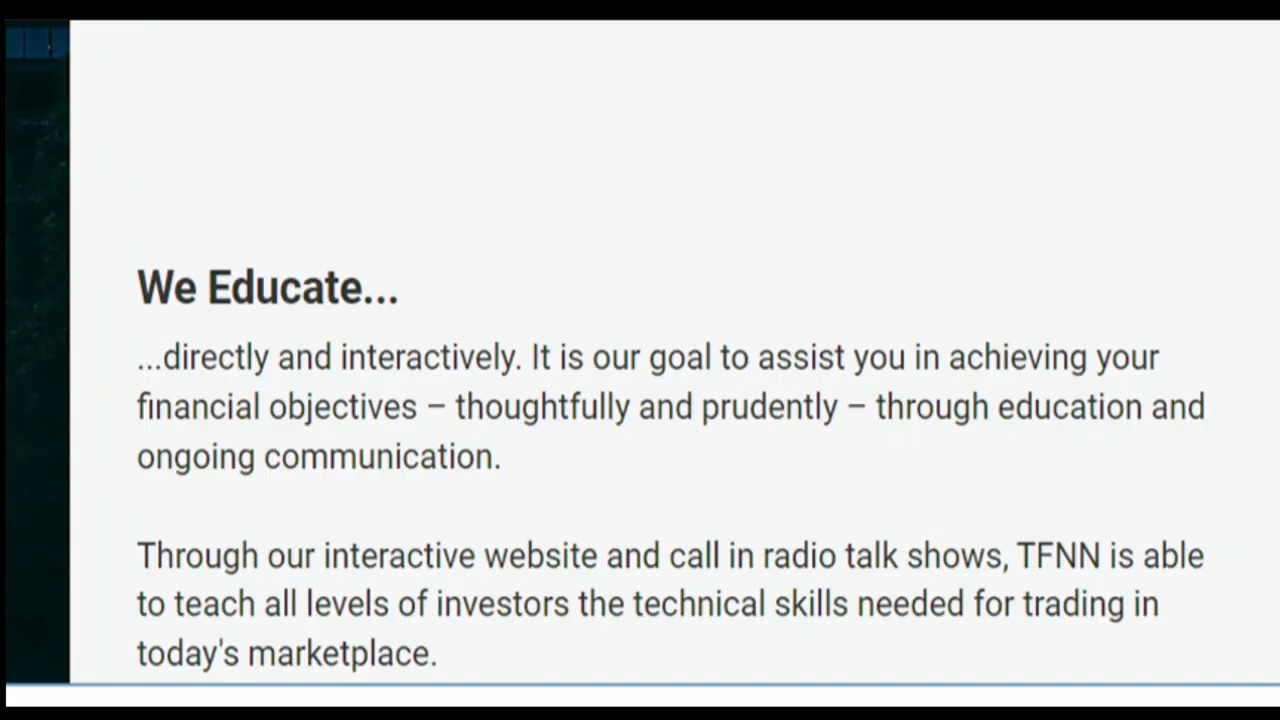 We Educate...
...directly and interactively. It is our goal to assist you in achieving your
financial objectives – thoughtfully and prudently – through education and
ongoing communication.
Through our interactive website and call in radio talk shows, TFNN is able
to teach all levels of investors the technical skills needed for trading in
today's marketplace.